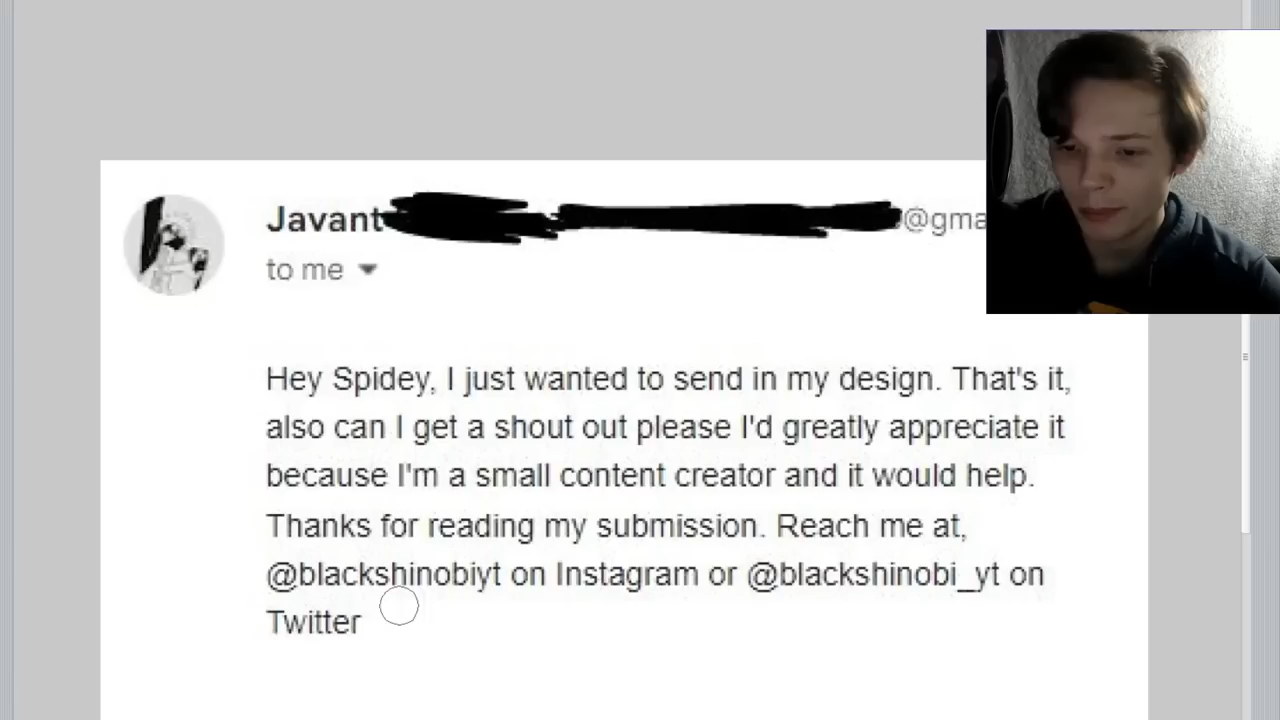 Javant @gma
to me
Hey Spidey, I just wanted to send in my design. That's it,
also can I get a shout out please I'd greatly appreciate it
because I'm a small content creator and it would help.
Thanks for reading my submission. Reach me at,
@blackshinobiyt on Instagram or @blackshinobi_yt on
Twitter